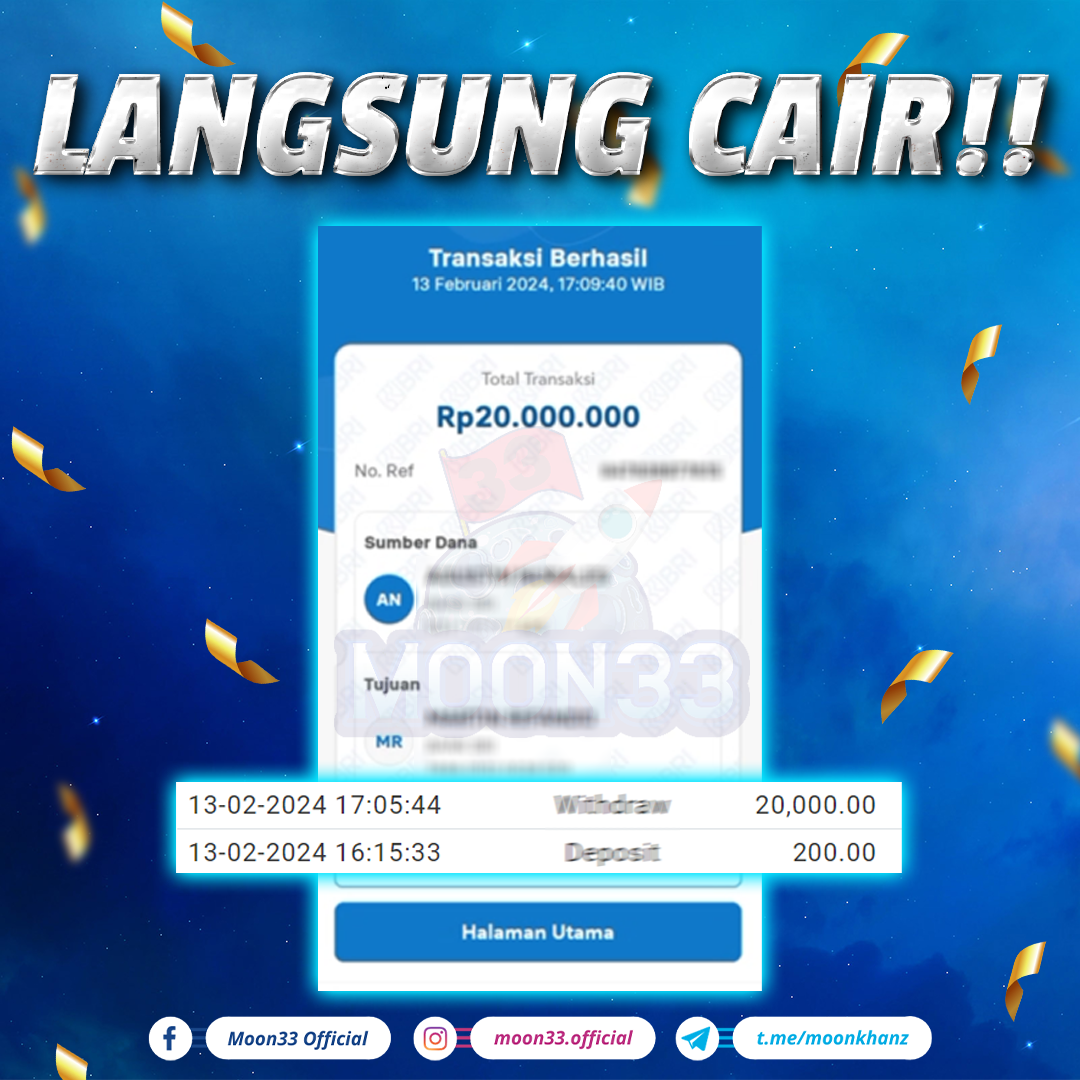 LANGSUNG CAIR!!
Transaksi Berhasil
13 Februari 2024, 17:09:40 WIB
Total Transaksi
Rp20.000.000
No. Ref
Sumber Dana
AN
MOON33
Tujuan
MR
13-02-2024 17:05:44 Withdraw 20,000.00
13-02-2024 16:15:33 Deposit 200.00
Halaman Utama
Moon33 Official
moon33.official
t.me/moonkhanz